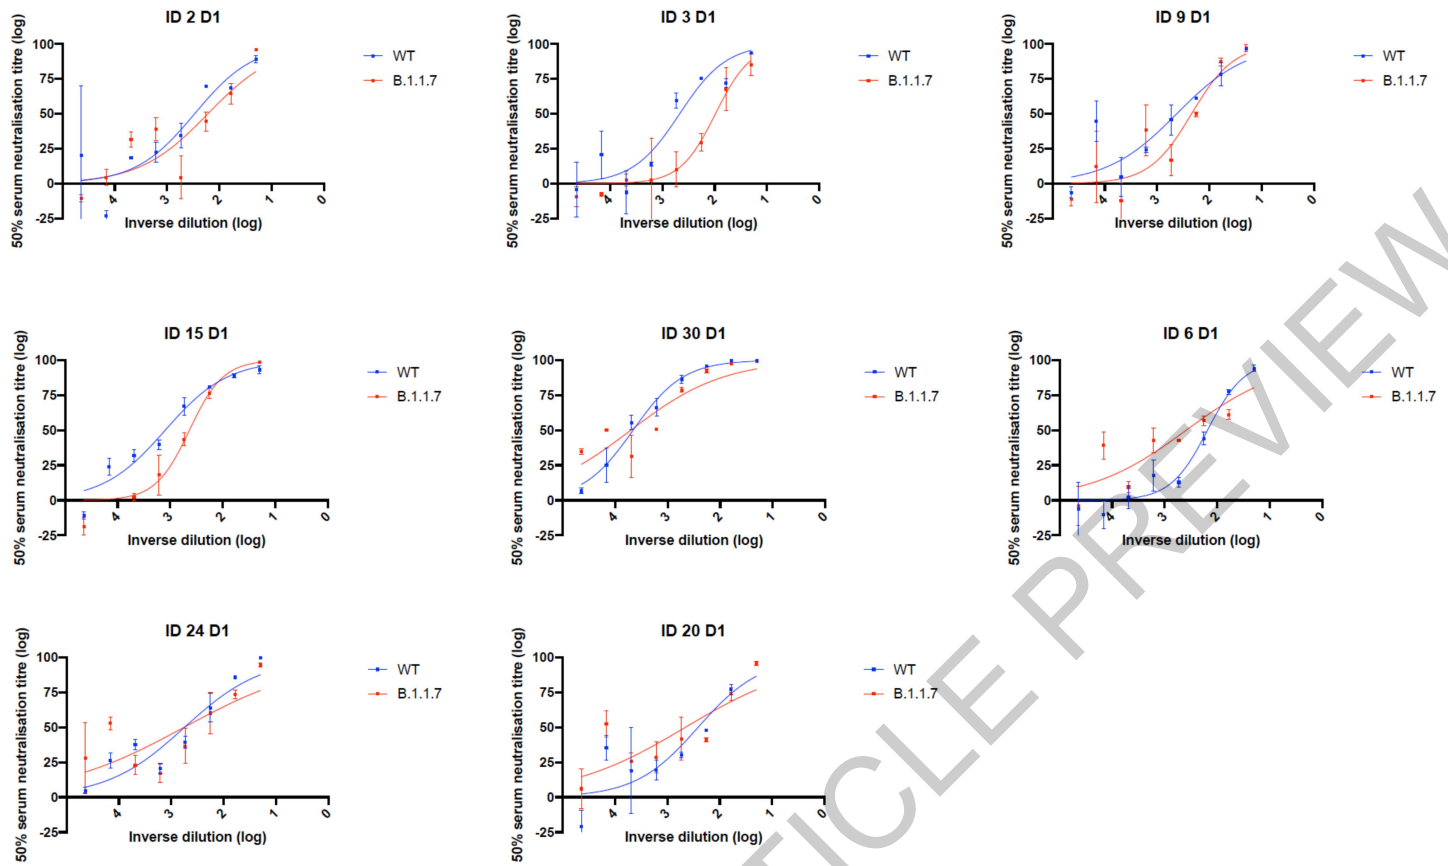 ID 2 D1
50% serum neutralisation titre (log)
100
75
50
25
0
-25
4
3
2
1
0
Inverse dilution (log)
WT
B.1.1.7
ID 3 D1
50% serum neutralisation titre (log)
100
75
50
25
0
-25
4
3
2
1
0
Inverse dilution (log)
WT
B.1.1.7
ID 9 D1
50% serum neutralisation titre (log)
100
75
50
25
0
-25
4
3
2
1
0
Inverse dilution (log)
WT
B.1.1.7
ID 15 D1
50% serum neutralisation titre (log)
100
75
50
25
0
-25
4
3
2
1
0
Inverse dilution (log)
WT
B.1.1.7
ID 30 D1
50% serum neutralisation titre (log)
100
75
50
25
0
-25
4
3
2
1
0
Inverse dilution (log)
WT
B.1.1.7
ID 6 D1
50% serum neutralisation titre (log)
100
75
50
25
0
-25
4
3
2
1
0
Inverse dilution (log)
WT
B.1.1.7
ID 24 D1
50% serum neutralisation titre (log)
100
75
50
25
0
-25
4
3
2
1
0
Inverse dilution (log)
WT
B.1.1.7
ID 20 D1
50% serum neutralisation titre (log)
100
75
50
25
0
-25
4
3
2
1
0
Inverse dilution (log)
WT
B.1.1.7
TICLE PREVIEW